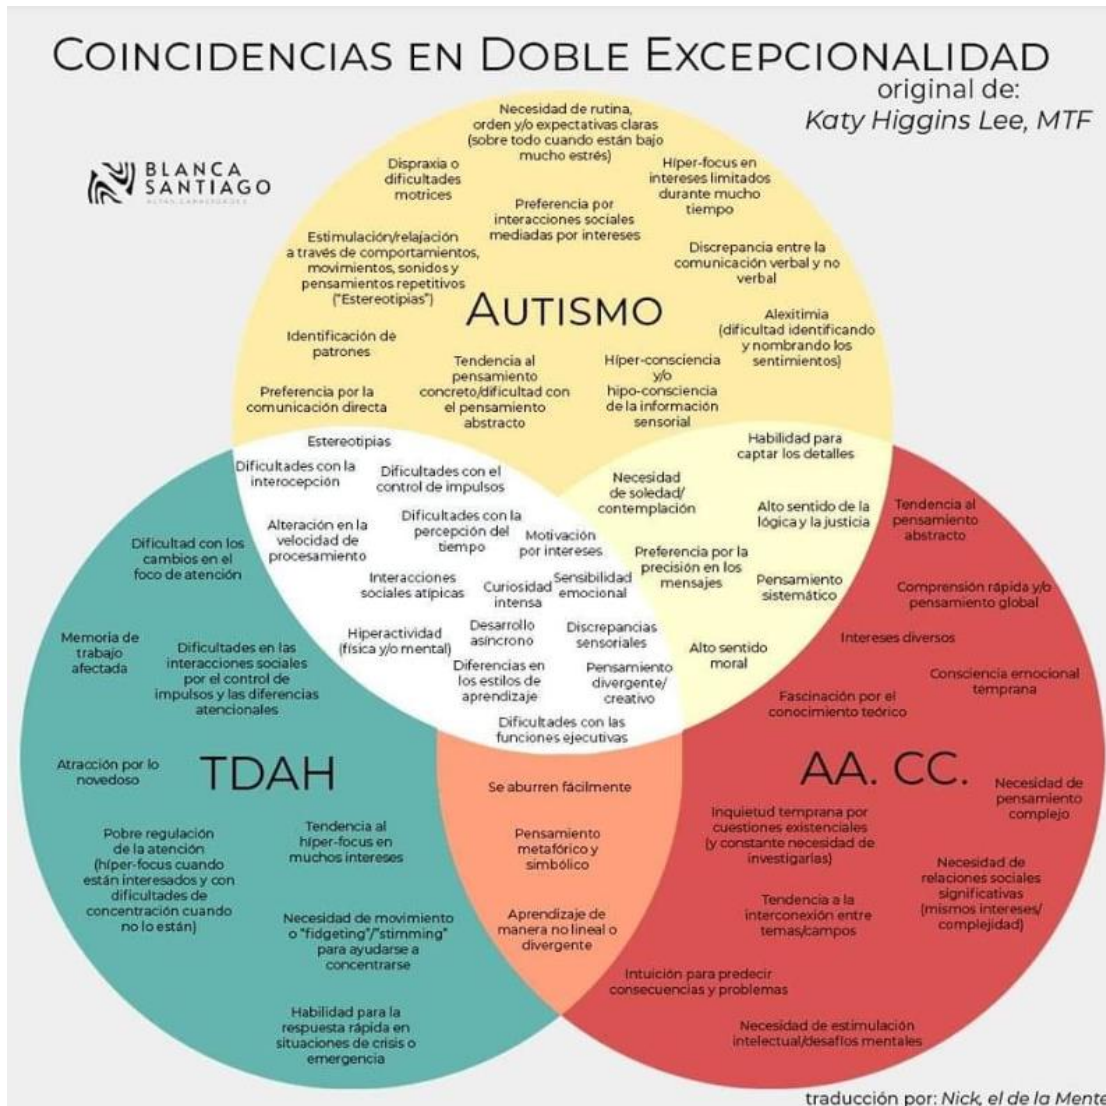 COINCIDENCIAS EN DOBLE EXCEPCIONALIDAD
original de:
Katy Higgins Lee, MTF
BLANCA
SANTIAGO
ALTAS CAPACIDADES
Necesidad de rutina,
orden y/o expectativas claras
(sobre todo cuando están bajo
mucho estrés)
Dispraxia o
dificultades
motrices
Híper-focus en
intereses limitados
durante mucho
tiempo
Preferencia por
interacciones sociales
mediadas por intereses
Estimulación/relajación
a través de comportamientos,
movimientos, sonidos y
pensamientos repetitivos
("Estereotipias")
Discrepancia entre la
comunicación verbal y no
verbal
AUTISMO
Alexitimia
(dificultad identificando
y nombrando los
sentimientos)
Identificación de
patrones
Tendencia al
pensamiento
concreto/dificultad con
el pensamiento
abstracto
Híper-consciencia
y/o
hipo-consciencia
de la información
sensorial
Preferencia por la
comunicación directa
Estereotipias
Dificultades con la
interocepción
Dificultades con el
control de impulsos
Alteración en la
velocidad de
procesamiento
Dificultades con la
percepción del
tiempo
Motivación
por intereses
Interacciones
sociales atípicas
Curiosidad
intensa
Sensibilidad
emocional
Hiperactividad
(física y/o mental)
Desarrollo
asíncrono
Discrepancias
sensoriales
Diferencias en
los estilos de
aprendizaje
Pensamiento
divergente/
creativo
Dificultades con las
funciones ejecutivas
Habilidad para
captar los detalles
Necesidad
de soledad/
contemplación
Alto sentido de la
lógica y la justicia
Preferencia por la
precisión en los
mensajes
Pensamiento
sistemático
Alto sentido
moral
Dificultad con los
cambios en el
foco de atención
Memoria de
trabajo
afectada
Dificultades en las
interacciones sociales
por el control de
impulsos y las diferencias
atencionales
TDAH
Atracción por lo
novedoso
Pobre regulación
de la atención
(híper-focus cuando
están interesados y con
dificultades de
concentración cuando
no lo están)
Tendencia al
híper-focus en
muchos intereses
Necesidad de movimiento
o "fidgeting"/"stimming"
para ayudarse a
concentrarse
Habilidad para la
respuesta rápida en
situaciones de crisis o
emergencia
Se aburren fácilmente
Pensamiento
metafórico y
simbólico
Aprendizaje de
manera no lineal o
divergente
Tendencia al
pensamiento
abstracto
Comprensión rápida y/o
pensamiento global
Intereses diversos
Consciencia emocional
temprana
Fascinación por el
conocimiento teórico
AA. CC.
Necesidad de
pensamiento
complejo
Inquietud temprana por
cuestiones existenciales
(y constante necesidad de
investigarlas)
Necesidad de
relaciones sociales
significativas
(mismos intereses/
complejidad)
Tendencia a la
interconexión entre
temas/campos
Intuición para predecir
consecuencias y problemas
Necesidad de estimulación
intelectual/desafíos mentales
traducción por: Nick, el de la Mente